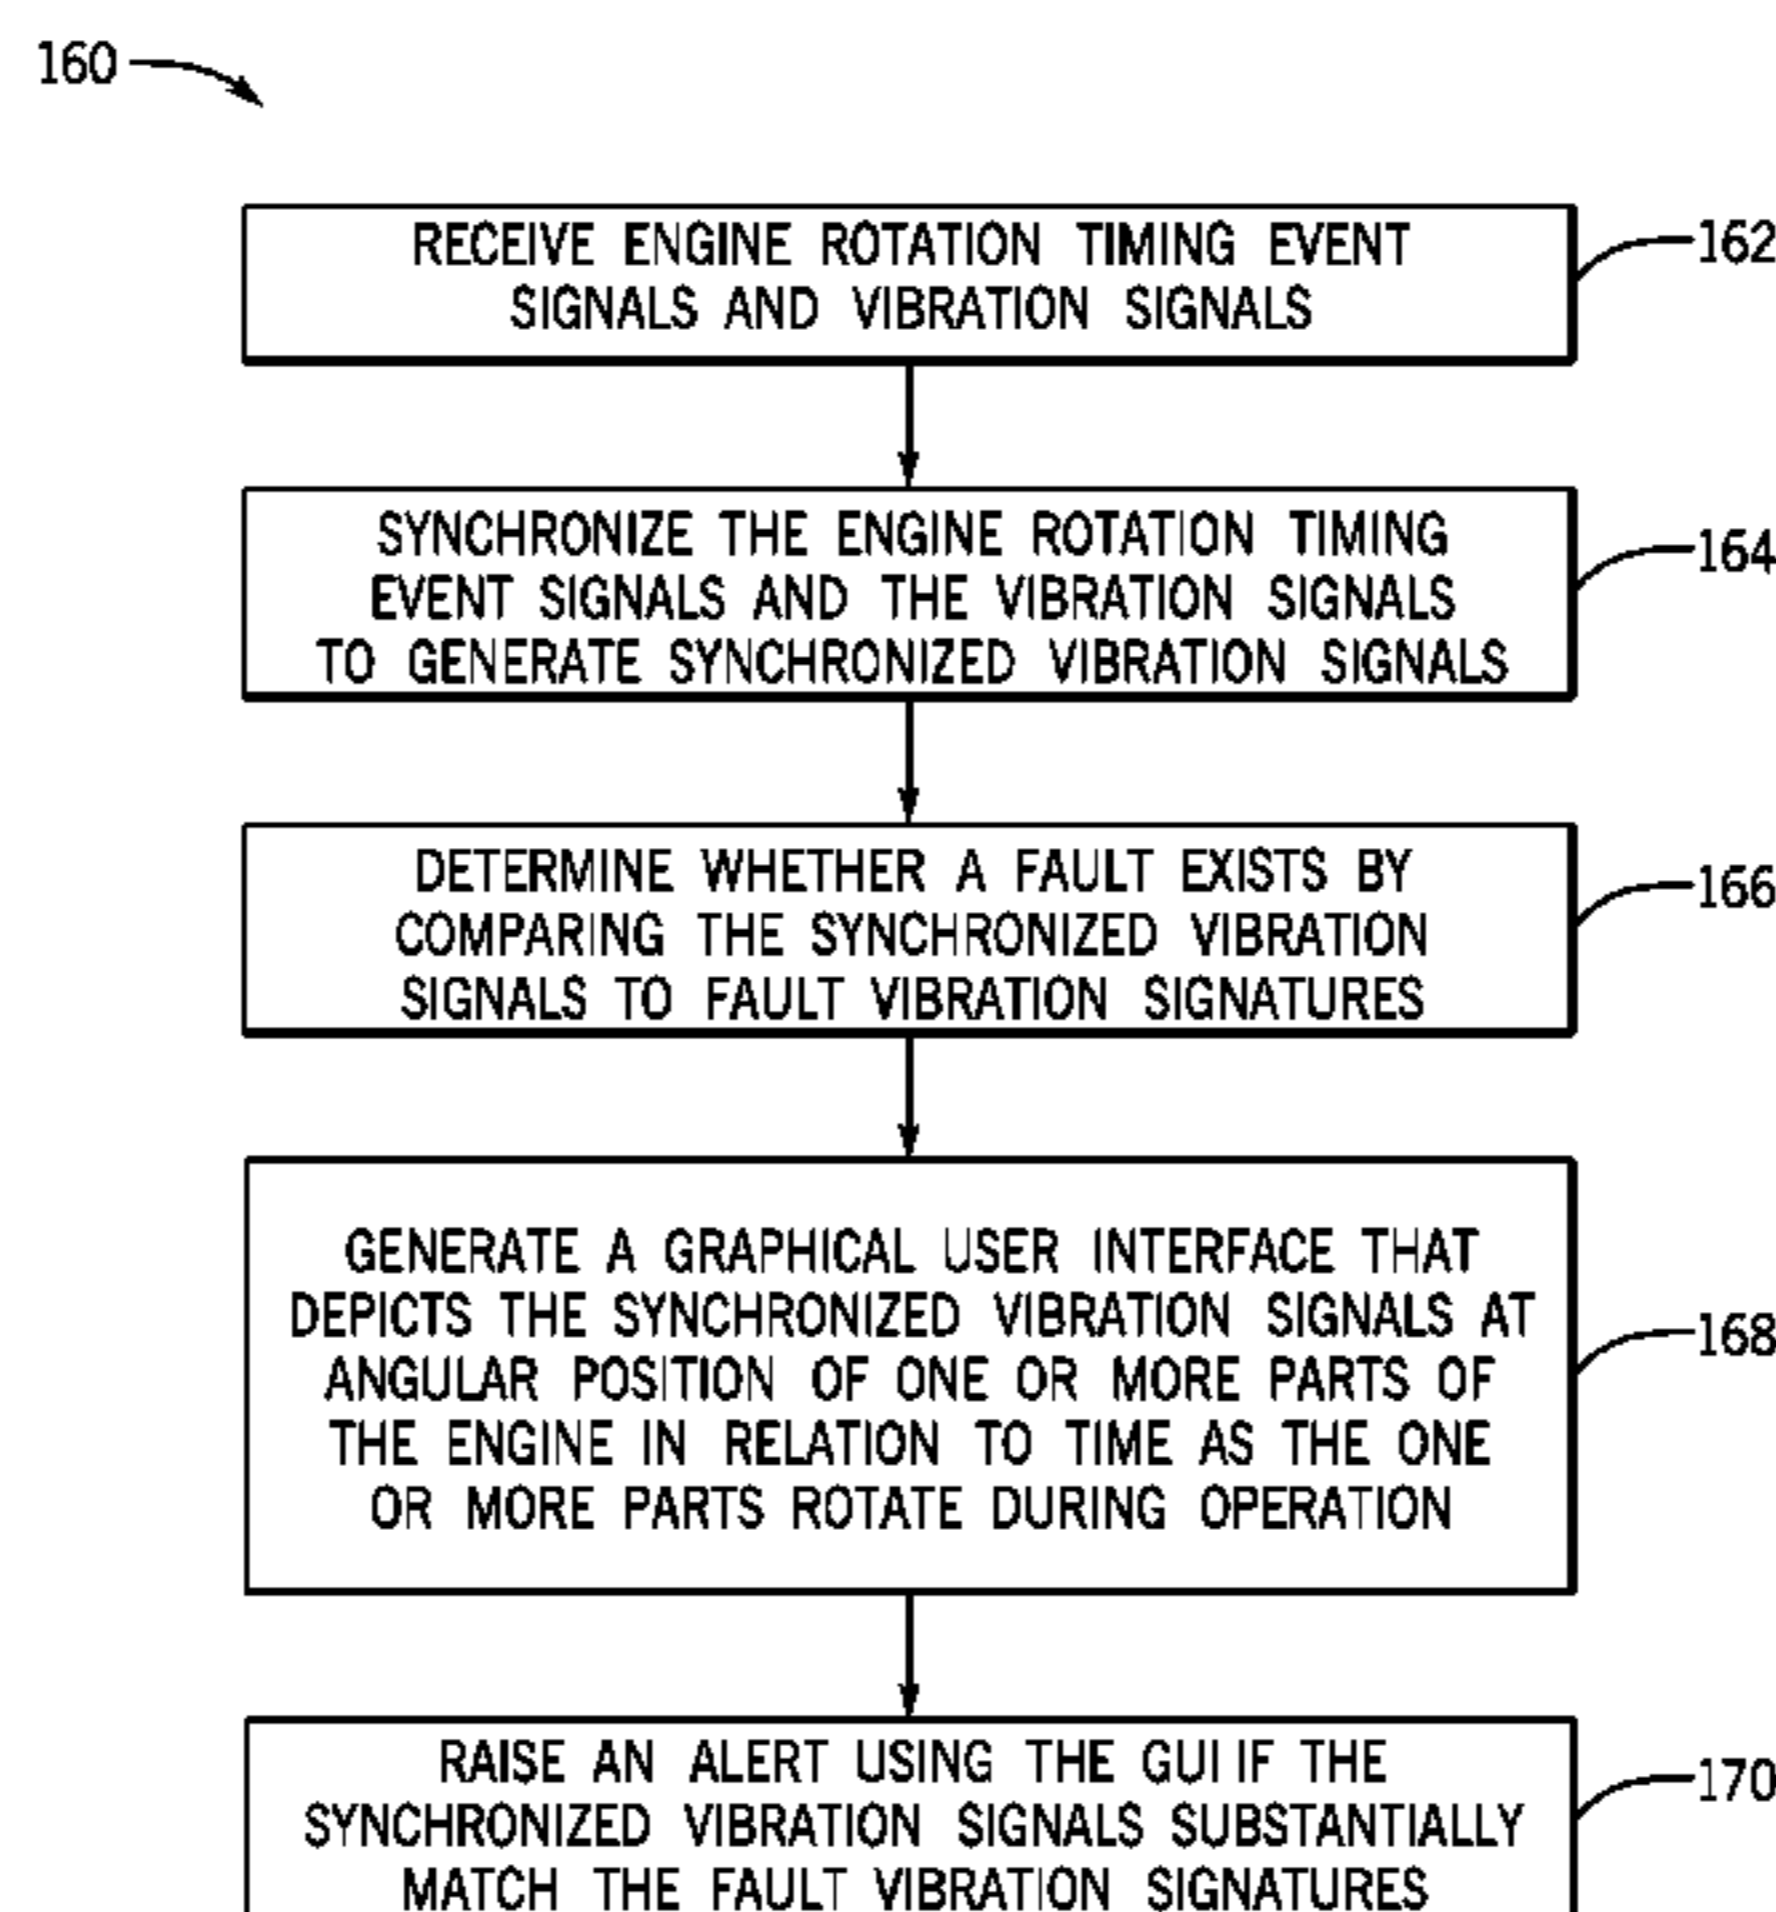 160
RECEIVE ENGINE ROTATION TIMING EVENT
SIGNALS AND VIBRATION SIGNALS
162
SYNCHRONIZE THE ENGINE ROTATION TIMING
EVENT SIGNALS AND THE VIBRATION SIGNALS
TO GENERATE SYNCHRONIZED VIBRATION SIGNALS
164
DETERMINE WHETHER A FAULT EXISTS BY
COMPARING THE SYNCHRONIZED VIBRATION
SIGNALS TO FAULT VIBRATION SIGNATURES
166
GENERATE A GRAPHICAL USER INTERFACE THAT
DEPICTS THE SYNCHRONIZED VIBRATION SIGNALS AT
ANGULAR POSITION OF ONE OR MORE PARTS OF
THE ENGINE IN RELATION TO TIME AS THE ONE
OR MORE PARTS ROTATE DURING OPERATION
168
RAISE AN ALERT USING THE GUI IF THE
SYNCHRONIZED VIBRATION SIGNALS SUBSTANTIALLY
MATCH THE FAULT VIBRATION SIGNATURES
170